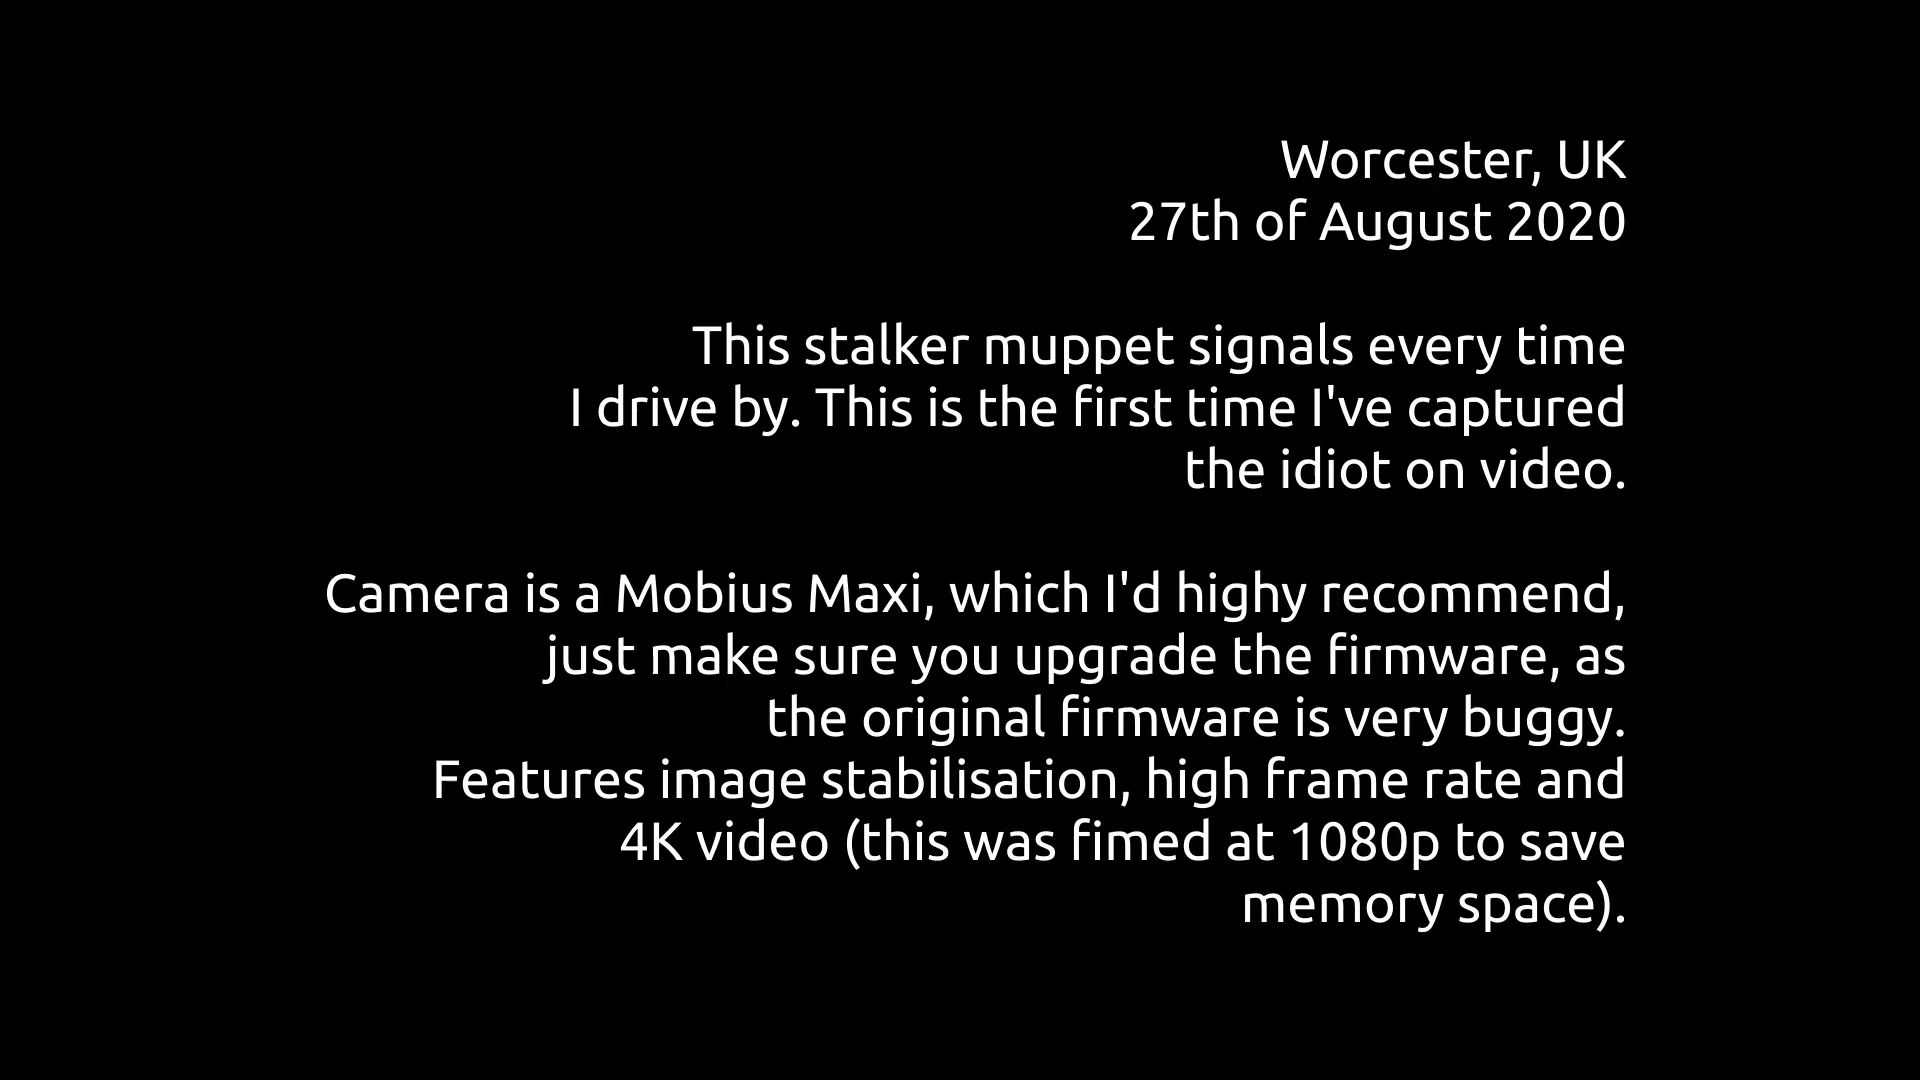 Worcester, UK
27th of August 2020
This stalker muppet signals every time
I drive by. This is the first time I've captured
the idiot on video.
Camera is a Mobius Maxi, which I'd highy recommend,
just make sure you upgrade the firmware, as
the original firmware is very buggy.
Features image stabilisation, high frame rate and
4K video (this was fimed at 1080p to save
memory space).